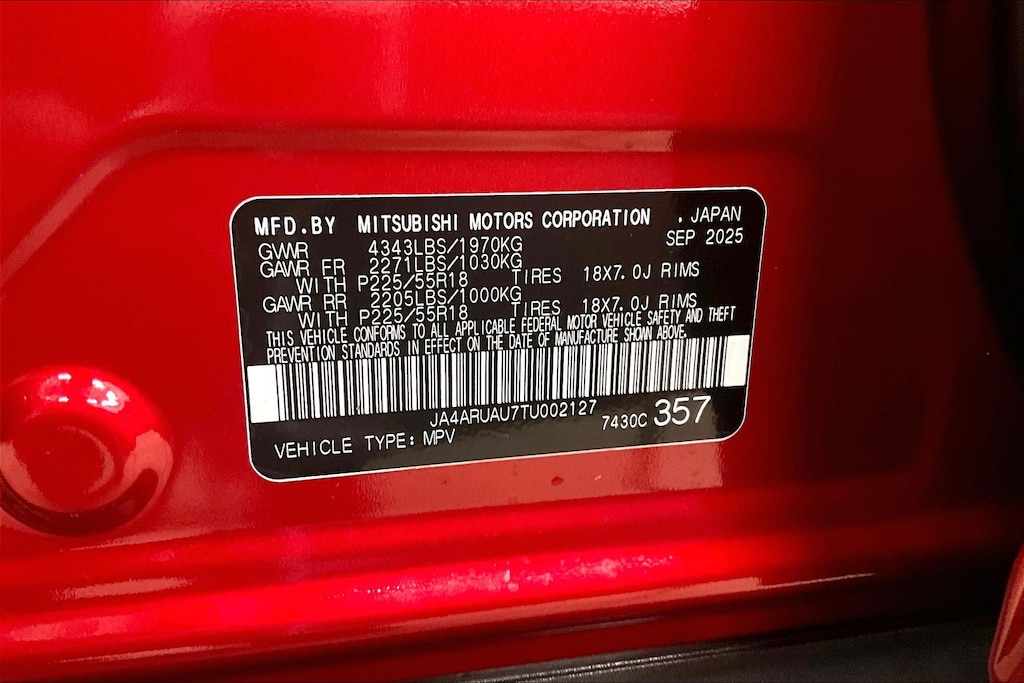 MFD.BY MITSUBISHI MOTORS CORPORATION . JAPAN
SEP 2025
GVWR 4343LBS/1970KG
GAWR FR 2271LBS/1030KG
WITH P225/55R18 TIRES 18X7.0J RIMS
GAWR RR 2205LBS/1000KG
WITH P225/55R18 TIRES 18X7.0J RIMS
THIS VEHICLE CONFORMS TO ALL APPLICABLE FEDERAL MOTOR VEHICLE SAFETY AND THEFT
PREVENTION STANDARDS IN EFFECT ON THE DATE OF MANUFACTURE SHOWN ABOVE.
JA4ARUAU7TU002127
VEHICLE TYPE: MPV 7430C 357